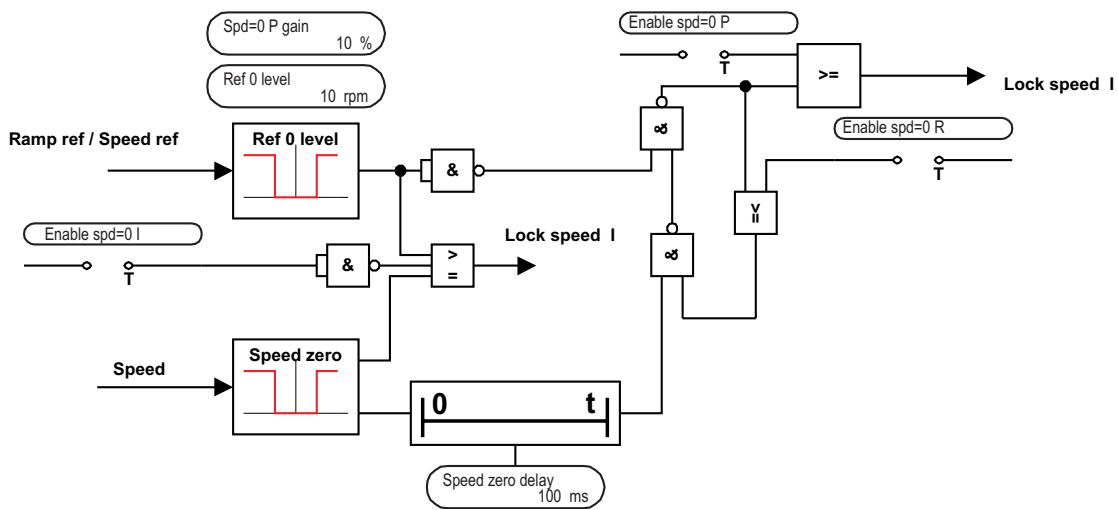 Spd=0 P gain
10 %
Ref 0 level
10 rpm
Enable spd=0 P
T
>=
Lock speed I
Ramp ref / Speed ref
Ref 0 level
&
&
Enable spd=0 R
T
>=
Enable spd=0 I
T
&
>
=
Lock speed I
&
Speed
Speed zero
0 t
Speed zero delay
100 ms